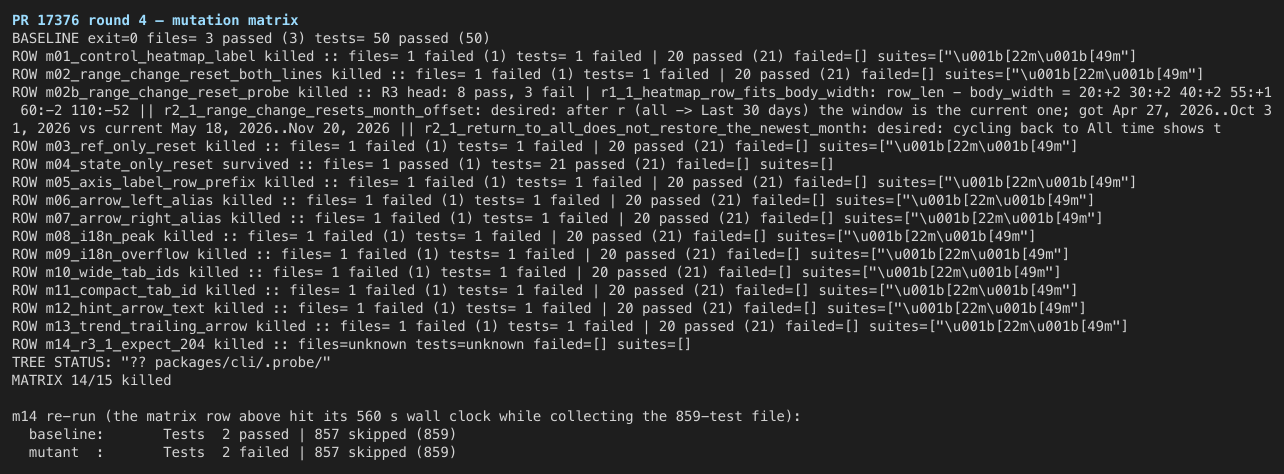 PR 17376 round 4 — mutation matrix
BASELINE exit=0 files= 3 passed (3) tests= 50 passed (50)
ROW m01_control_heatmap_label killed :: files= 1 failed (1) tests= 1 failed | 20 passed (21) failed=[] suites=["\u001b[22m\u001b[49m"]
ROW m02_range_change_reset_both_lines killed :: files= 1 failed (1) tests= 1 failed | 20 passed (21) failed=[] suites=["\u001b[22m\u001b[49m"]
ROW m02b_range_change_reset_probe killed :: R3 head: 8 pass, 3 fail | r1_1_heatmap_row_fits_body_width: row_len − body_width = 20:+2 30:+2 40:+2 55:+1
60:−2 110:−52 || r2_1_range_change_resets_month_offset: desired: after r (all —> Last 30 days) the window is the current one; got Apr 27, 2026..Oct 3
1, 2026 vs current May 18, 2026..Nov 20, 2026 || r2_1_return_to_all_does_not_restore_the_newest_month: desired: cycling back to All time shows t
ROW m03_ref_only_reset killed :: files= 1 failed (1) tests= 1 failed | 20 passed (21) failed=[] suites=["\u001b[22m\u001b[49m"]
ROW m04_state_only_reset survived :: files= 1 passed (1) tests= 21 passed (21) failed=[] suites=[]
ROW m05_axis_label_row_prefix killed :: files= 1 failed (1) tests= 1 failed | 20 passed (21) failed=[] suites=["\u001b[22m\u001b[49m"]
ROW m06_arrow_left_alias killed :: files= 1 failed (1) tests= 1 failed | 20 passed (21) failed=[] suites=["\u001b[22m\u001b[49m"]
ROW m07_arrow_right_alias killed :: files= 1 failed (1) tests= 1 failed | 20 passed (21) failed=[] suites=["\u001b[22m\u001b[49m"]
ROW m08_i18n_peak killed :: files= 1 failed (1) tests= 1 failed | 20 passed (21) failed=[] suites=["\u001b[22m\u001b[49m"]
ROW m09_i18n_overflow killed :: files= 1 failed (1) tests= 1 failed | 20 passed (21) failed=[] suites=["\u001b[22m\u001b[49m"]
ROW m10_wide_tab_ids killed :: files= 1 failed (1) tests= 1 failed | 20 passed (21) failed=[] suites=["\u001b[22m\u001b[49m"]
ROW m11_compact_tab_id killed :: files= 1 failed (1) tests= 1 failed | 20 passed (21) failed=[] suites=["\u001b[22m\u001b[49m"]
ROW m12_hint_arrow_text killed :: files= 1 failed (1) tests= 1 failed | 20 passed (21) failed=[] suites=["\u001b[22m\u001b[49m"]
ROW m13_trend_trailing_arrow killed :: files= 1 failed (1) tests= 1 failed | 20 passed (21) failed=[] suites=["\u001b[22m\u001b[49m"]
ROW m14_r3_1_expect_204 killed :: files=unknown tests=unknown failed=[] suites=[]
TREE STATUS: "?? packages/cli/.probe/"
MATRIX 14/15 killed
m14 re-run (the matrix row above hit its 560 s wall clock while collecting the 859-test file):
baseline: Tests 2 passed | 857 skipped (859)
mutant : Tests 2 failed | 857 skipped (859)